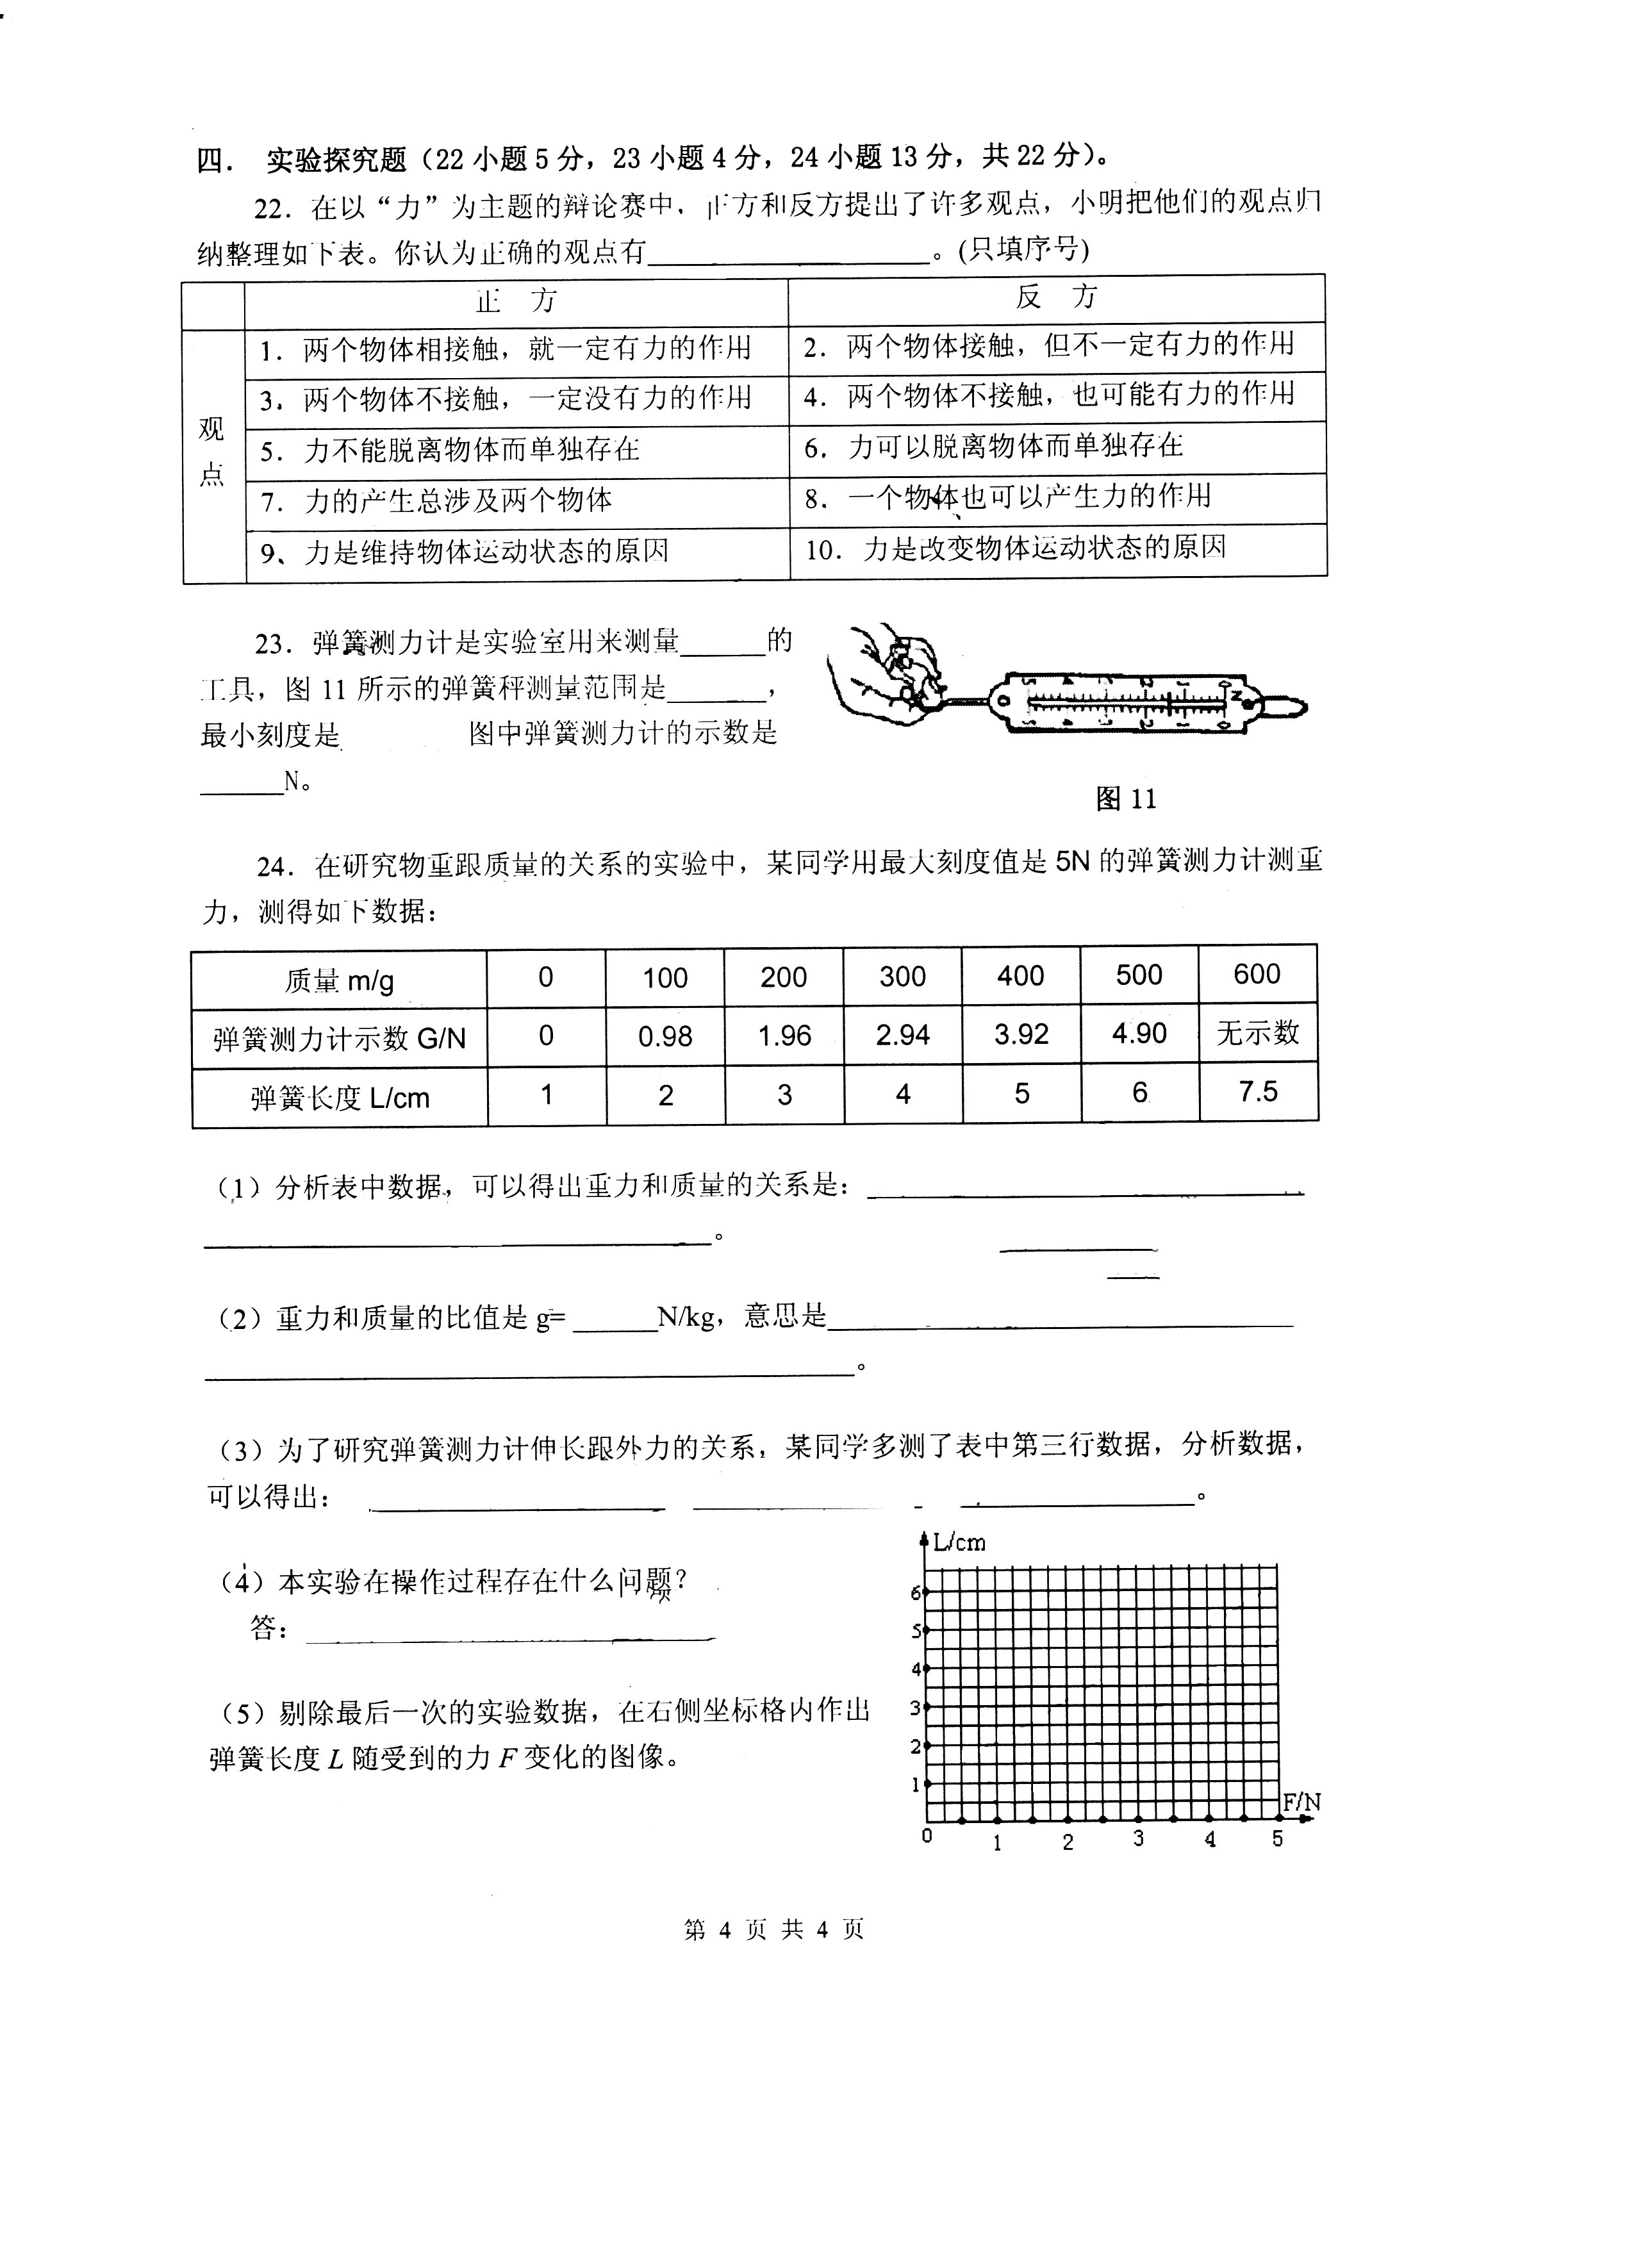 四． 实验探究题（22 小题 5 分，23 小题 4 分，24 小题 13 分，共 22 分）。
22．在以“力”为主题的辩论赛中，正方和反方提出了许多观点，小明把他们的观点归
纳整理如下表。你认为正确的观点有____________________。(只填序号)
正 方 反 方
观点
1．两个物体相接触，就一定有力的作用 2．两个物体接触，但不一定有力的作用
3．两个物体不接触，一定没有力的作用 4．两个物体不接触，也可能有力的作用
5．力不能脱离物体而单独存在 6．力可以脱离物体而单独存在
7．力的产生总涉及两个物体 8．一个物体也可以产生力的作用
9、力是维持物体运动状态的原因 10．力是改变物体运动状态的原因
23．弹簧测力计是实验室用来测量______的
工具，图 11 所示的弹簧秤测量范围是_______，
最小刻度是 图中弹簧测力计的示数是
______N。
5 4 3 2 1 0 N
5 4 3 2 1 0
图 11
24．在研究物重跟质量的关系的实验中，某同学用最大刻度值是 5N 的弹簧测力计测重
力，测得如下数据：
质量 m/g 0 100 200 300 400 500 600
弹簧测力计示数 G/N 0 0.98 1.96 2.94 3.92 4.90 无示数
弹簧长度 L/cm 1 2 3 4 5 6 7.5
（1）分析表中数据，可以得出重力和质量的关系是：______________________________
____________________________________。
（2）重力和质量的比值是 g= ______N/kg，意思是________________________________
______________________________________________。
（3）为了研究弹簧测力计伸长跟外力的关系，某同学多测了表中第三行数据，分析数据，
可以得出： ____________________ _____________ ________________。
（4）本实验在操作过程存在什么问题？
答：____________________________
（5）剔除最后一次的实验数据，在右侧坐标格内作出
弹簧长度 L 随受到的力 F 变化的图像。
L/cm
6
5
4
3
2
1
F/N
0 1 2 3 4 5
第 4 页 共 4 页